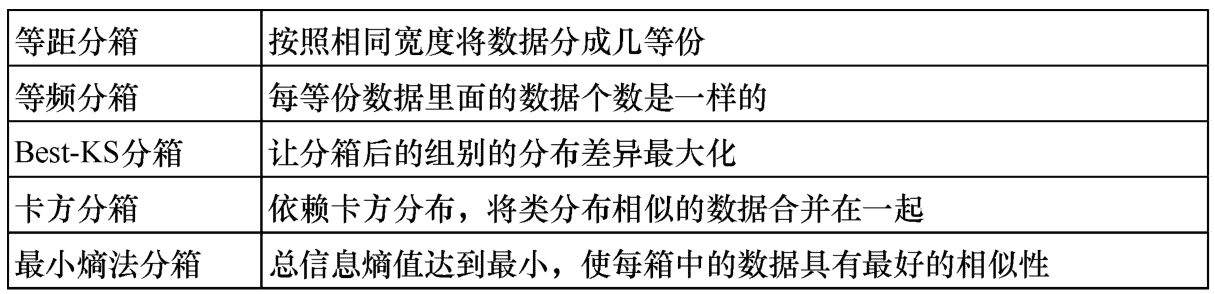 等距分箱 按照相同宽度将数据分成几等份
等频分箱 每等份数据里面的数据个数是一样的
Best-KS分箱 让分箱后的组别的分布差异最大化
卡方分箱 依赖卡方分布，将类分布相似的数据合并在一起
最小熵法分箱 总信息熵值达到最小，使每箱中的数据具有最好的相似性